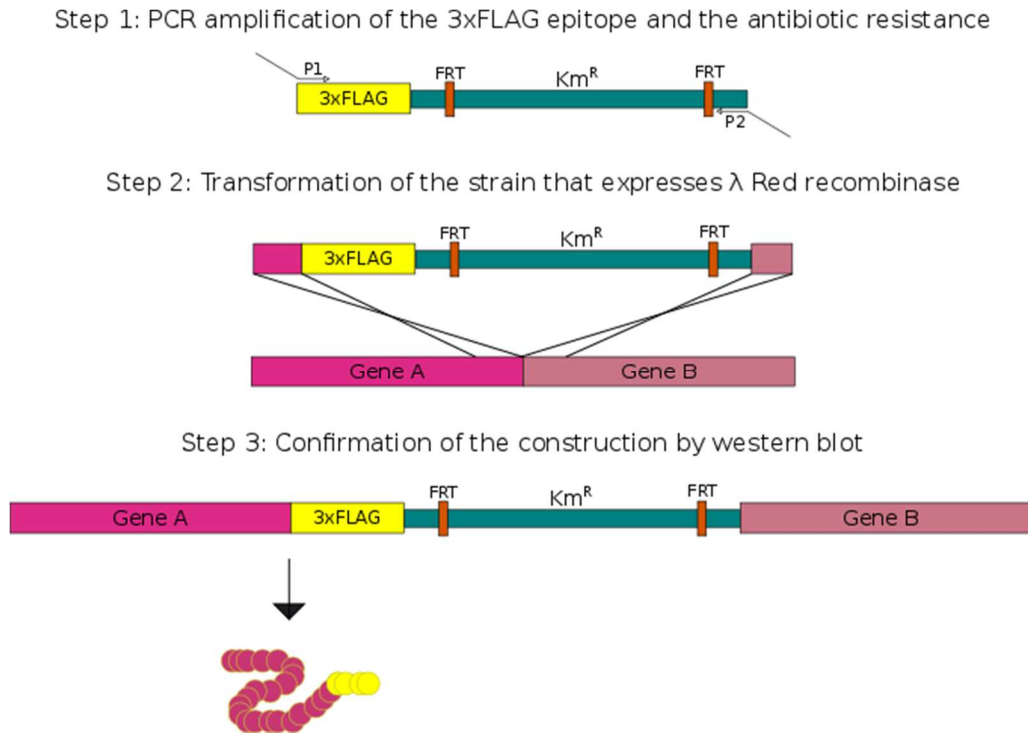 Step 1: PCR amplification of the 3xFLAG epitope and the antibiotic resistance
P1
3xFLAG
FRT
Km^R
FRT
P2
Step 2: Transformation of the strain that expresses λ Red recombinase
3xFLAG
FRT
Km^R
FRT
Gene A
Gene B
Step 3: Confirmation of the construction by western blot
Gene A
3xFLAG
FRT
Km^R
FRT
Gene B